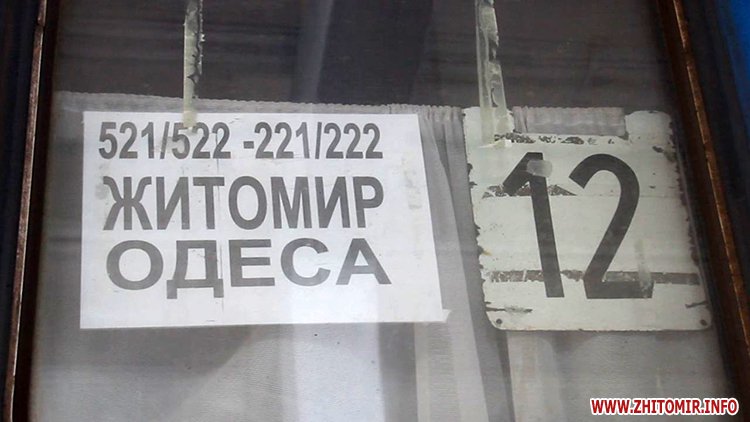 521/522 -221/222
ЖИТОМИР
ОДЕСА
12
WWW.ZHITOMIR.INFO